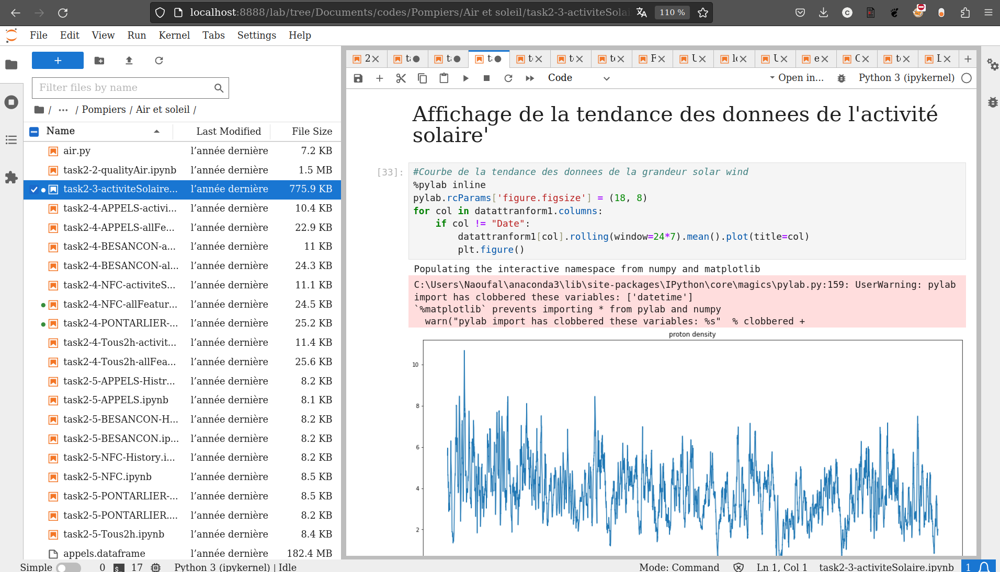 localhost:8888/lab/tree/Documents/codes/Pompiers/Air et soleil/task2-3-activiteSolai
110 %
File Edit View Run Kernel Tabs Settings Help
Filter files by name
/ ... / Pompiers / Air et soleil /
Name Last Modified File Size
air.py l’année dernière 7.2 KB
task2-2-qualityAir.ipynb l’année dernière 1.5 MB
task2-3-activiteSolaire... l’année dernière 775.9 KB
task2-4-APPELS-activi... l’année dernière 10.4 KB
task2-4-APPELS-allFe... l’année dernière 22.9 KB
task2-4-BESANCON-a... l’année dernière 11 KB
task2-4-BESANCON-al... l’année dernière 24.3 KB
task2-4-NFC-activiteS... l’année dernière 11.1 KB
task2-4-NFC-allFeatur... l’année dernière 24.5 KB
task2-4-PONTARLIER-... l’année dernière 25.2 KB
task2-4-Tous2h-activit... l’année dernière 11.4 KB
task2-4-Tous2h-allFea... l’année dernière 25.6 KB
task2-5-APPELS-Histr... l’année dernière 8.2 KB
task2-5-APPELS.ipynb l’année dernière 8.1 KB
task2-5-BESANCON-H... l’année dernière 8.2 KB
task2-5-BESANCON.ip... l’année dernière 8.2 KB
task2-5-NFC-History.i... l’année dernière 8.2 KB
task2-5-NFC.ipynb l’année dernière 8.5 KB
task2-5-PONTARLIER-... l’année dernière 8.5 KB
task2-5-PONTARLIER.... l’année dernière 8.2 KB
task2-5-Tous2h.ipynb l’année dernière 8.4 KB
appels.dataframe l’année dernière 182.4 MB
Code Open in... Python 3 (ipykernel)
Affichage de la tendance des donnees de l'activité
solaire'
[33]:
#Courbe de la tendance des donnees de la grandeur solar wind
%pylab inline
pylab.rcParams['figure.figsize'] = (18, 8)
for col in datattranform1.columns:
    if col != "Date":
        datattranform1[col].rolling(window=24*7).mean().plot(title=col)
        plt.figure()
Populating the interactive namespace from numpy and matplotlib
C:\Users\Naoufal\anaconda3\lib\site-packages\IPython\core\magics\pylab.py:159: UserWarning: pylab
import has clobbered these variables: ['datetime']
`%matplotlib` prevents importing * from pylab and numpy
  warn("pylab import has clobbered these variables: %s"  % clobbered +
proton density
10
8
6
4
2
Simple 0 17 Python 3 (ipykernel) | Idle Mode: Command Ln 1, Col 1 task2-3-activiteSolaire.ipynb 1